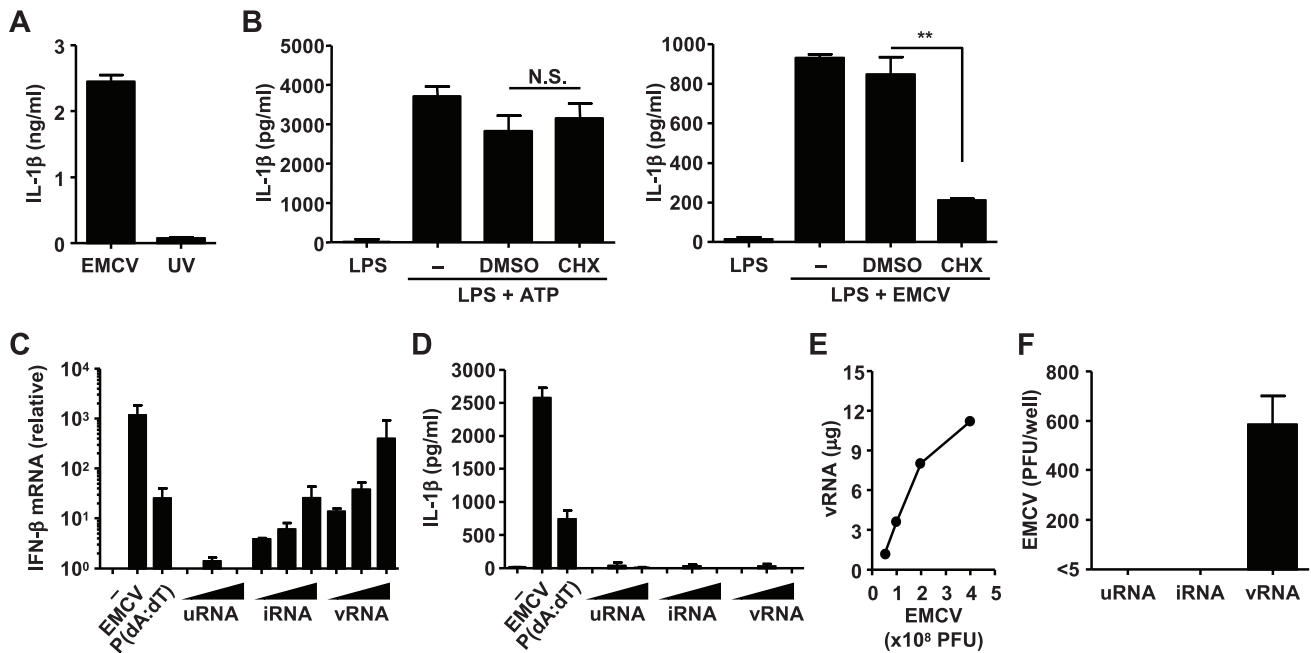 A
IL-1β (ng/ml)
3
2
1
0
EMCV
UV
B
IL-1β (pg/ml)
5000
4000
3000
2000
1000
0
N.S.
LPS
–
DMSO
CHX
LPS + ATP
IL-1β (pg/ml)
1000
800
600
400
200
0
**
LPS
–
DMSO
CHX
LPS + EMCV
C
IFN-β mRNA (relative)
10⁴
10³
10²
10¹
10⁰
–
EMCV
P(dA:dT)
uRNA
iRNA
vRNA
D
IL-1β (pg/ml)
3000
2500
2000
1500
1000
500
0
–
EMCV
P(dA:dT)
uRNA
iRNA
vRNA
E
vRNA (μg)
15
12
9
6
3
0
0 1 2 3 4 5
EMCV
(x10⁸ PFU)
F
EMCV (PFU/well)
800
600
400
200
<5
uRNA
iRNA
vRNA